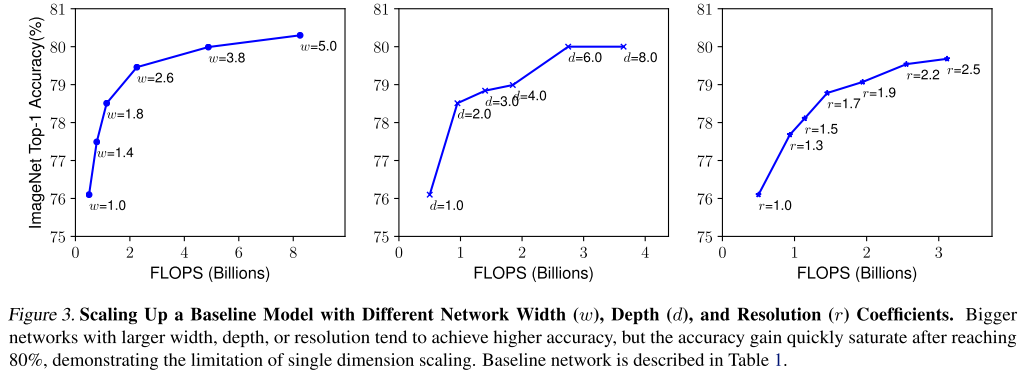 ImageNet Top-1 Accuracy(%)
81
80
79
78
77
76
75
w=5.0
w=3.8
w=2.6
w=1.8
w=1.4
w=1.0
0 2 4 6 8
FLOPS (Billions)
81
80
79
78
77
76
75
d=6.0 d=8.0
d=3.0 d=4.0
d=2.0
d=1.0
0 1 2 3 4
FLOPS (Billions)
81
80
79
78
77
76
75
r=2.5
r=2.2
r=1.9
r=1.7
r=1.5
r=1.3
r=1.0
0 1 2 3
FLOPS (Billions)
Figure 3. Scaling Up a Baseline Model with Different Network Width (w), Depth (d), and Resolution (r) Coefficients. Bigger
networks with larger width, depth, or resolution tend to achieve higher accuracy, but the accuracy gain quickly saturate after reaching
80%, demonstrating the limitation of single dimension scaling. Baseline network is described in Table 1.